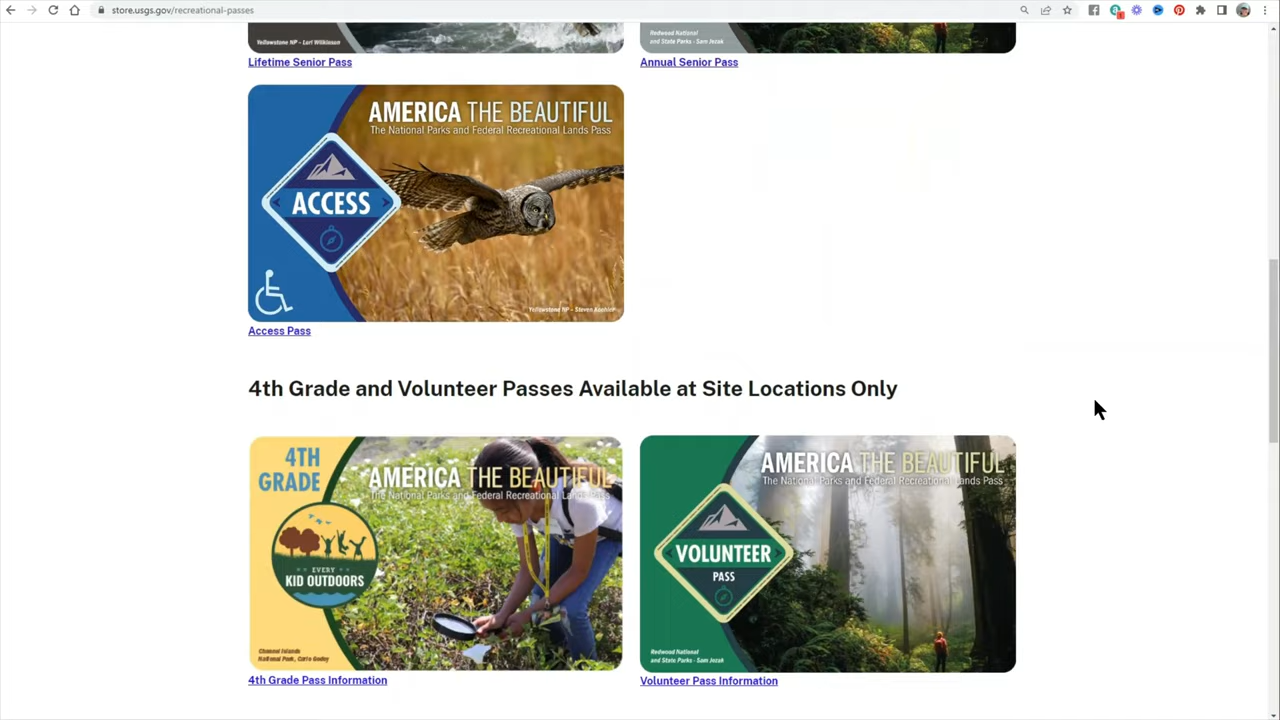 store.usgs.gov/recreational-passes
Yellowstone NP - Lori Wilkinson
Redwood National
and State Parks - Sam Jezak
Lifetime Senior Pass
Annual Senior Pass
AMERICA THE BEAUTIFUL
The National Parks and Federal Recreational Lands Pass
ACCESS
Yellowstone NP - Steven Koehler
Access Pass
4th Grade and Volunteer Passes Available at Site Locations Only
4TH
GRADE
AMERICA THE BEAUTIFUL
The National Parks and Federal Recreational Lands Pass
EVERY
KID OUTDOORS
Channel Islands
National Park, Carlo Godoy
AMERICA THE BEAUTIFUL
The National Parks and Federal Recreational Lands Pass
VOLUNTEER
PASS
Redwood National
and State Parks - Sam Jezak
4th Grade Pass Information
Volunteer Pass Information